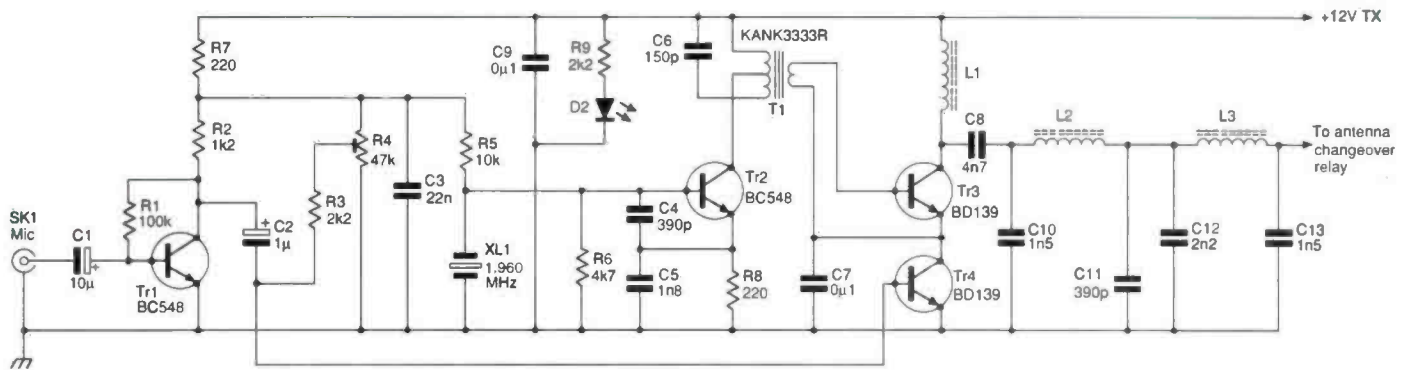 +12V TX
R7
220
R2
1k2
R1
100k
SK1
Mic
C1
10µ
Tr1
BC548
C2
1µ
R3
2k2
R4
47k
C3
22n
R5
10k
XL1
1.960
MHz
C9
0µ1
R9
2k2
D2
R6
4k7
C4
390p
C5
1n8
C6
150p
KANK3333R
T1
Tr2
BC548
R8
220
C7
0µ1
L1
C8
4n7
Tr3
BD139
Tr4
BD139
L2
L3
C10
1n5
C11
390p
C12
2n2
C13
1n5
To antenna
changeover
relay